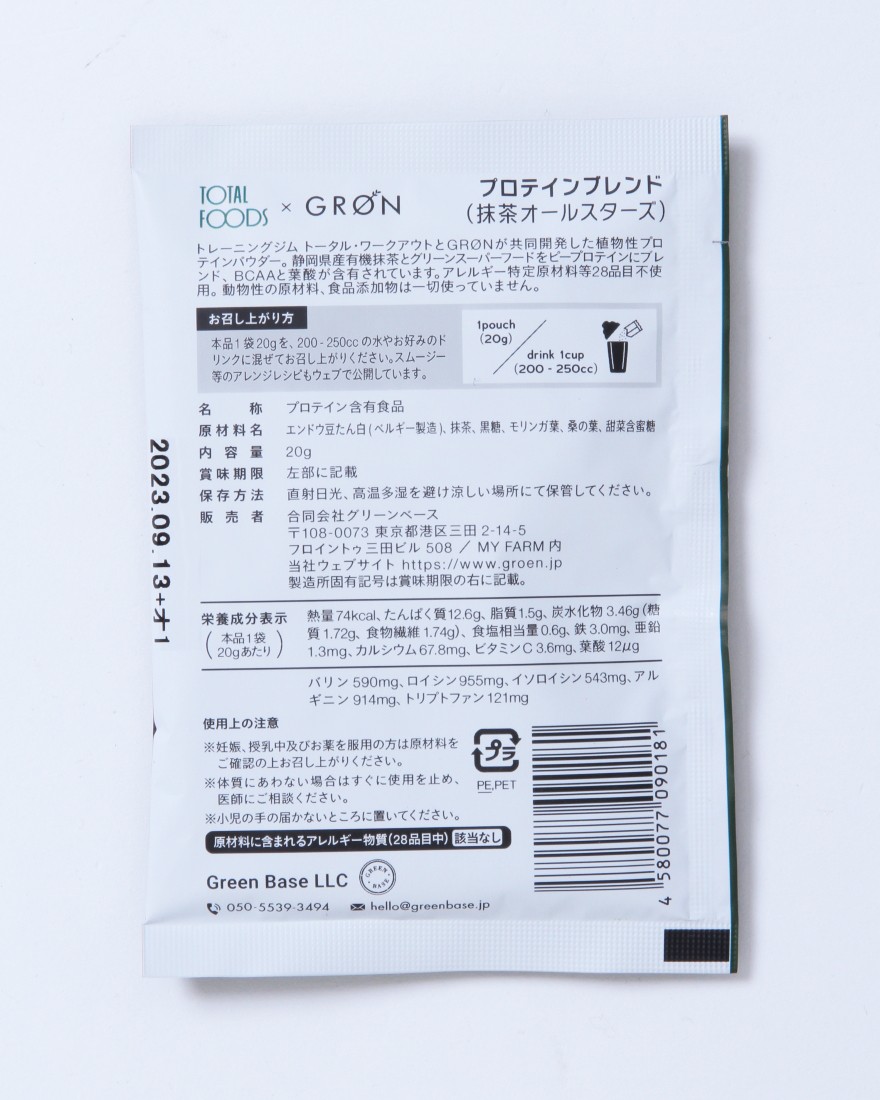 TOTAL FOODS × GRØN
プロテインブレンド
(抹茶オールスターズ)
トレーニングジム トータル・ワークアウトとGRØNが共同開発した植物性プロ
テインパウダー。静岡県産有機抹茶とグリーンスーパーフードをピープロテインにブレ
ンド、BCAAと葉酸が含有されています。アレルギー特定原材料等28品目不使
用。動物性の原材料、食品添加物は一切使っていません。
お召し上がり方
本品1袋20gを、200-250ccの水やお好みのド
リンクに混ぜてお召し上がりください。スムージー
等のアレンジレシピもウェブで公開しています。
1pouch
(20g)
drink 1cup
(200 - 250cc)
名称 プロテイン含有食品
原材料名 エンドウ豆たん白(ベルギー製造)、抹茶、黒糖、モリンガ葉、桑の葉、甜菜含蜜糖
内容量 20g
賞味期限 左部に記載
保存方法 直射日光、高温多湿を避け涼しい場所にて保管してください。
販売者 合同会社グリーンベース
〒108-0073 東京都港区三田 2-14-5
フロイントゥ三田ビル 508 / MY FARM 内
当社ウェブサイト https://www.groen.jp
製造所固有記号は賞味期限の右に記載。
2023.09.13+オ1
栄養成分表示
(本品1袋
20gあたり)
熱量74kcal、たんぱく質12.6g、脂質1.5g、炭水化物 3.46g(糖
質 1.72g、食物繊維 1.74g)、食塩相当量0.6g、鉄3.0mg、亜鉛
1.3mg、カルシウム67.8mg、ビタミンC 3.6mg、葉酸 12μg
バリン 590mg、ロイシン955mg、イソロイシン543mg、アル
ギニン 914mg、トリプトファン121mg
使用上の注意
※妊娠、授乳中及びお薬を服用の方は原材料を
ご確認の上お召し上がりください。
※体質にあわない場合はすぐに使用を止め、
医師にご相談ください。
※小児の手の届かないところに置いてください。
プラ
PE,PET
4 580077 090181
原材料に含まれるアレルギー物質(28品目中) 該当なし
Green Base LLC
GREEN BASE
050-5539-3494 hello@greenbase.jp